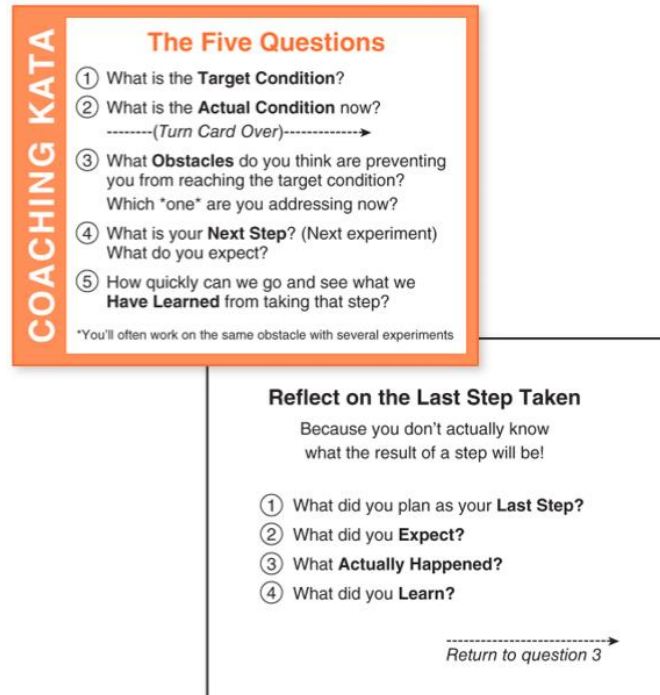 COACHING KATA
The Five Questions
① What is the Target Condition?
② What is the Actual Condition now?
--------(Turn Card Over)-------------➤
③ What Obstacles do you think are preventing
you from reaching the target condition?
Which *one* are you addressing now?
④ What is your Next Step? (Next experiment)
What do you expect?
⑤ How quickly can we go and see what we
Have Learned from taking that step?
*You'll often work on the same obstacle with several experiments
Reflect on the Last Step Taken
Because you don't actually know
what the result of a step will be!
① What did you plan as your Last Step?
② What did you Expect?
③ What Actually Happened?
④ What did you Learn?
Return to question 3